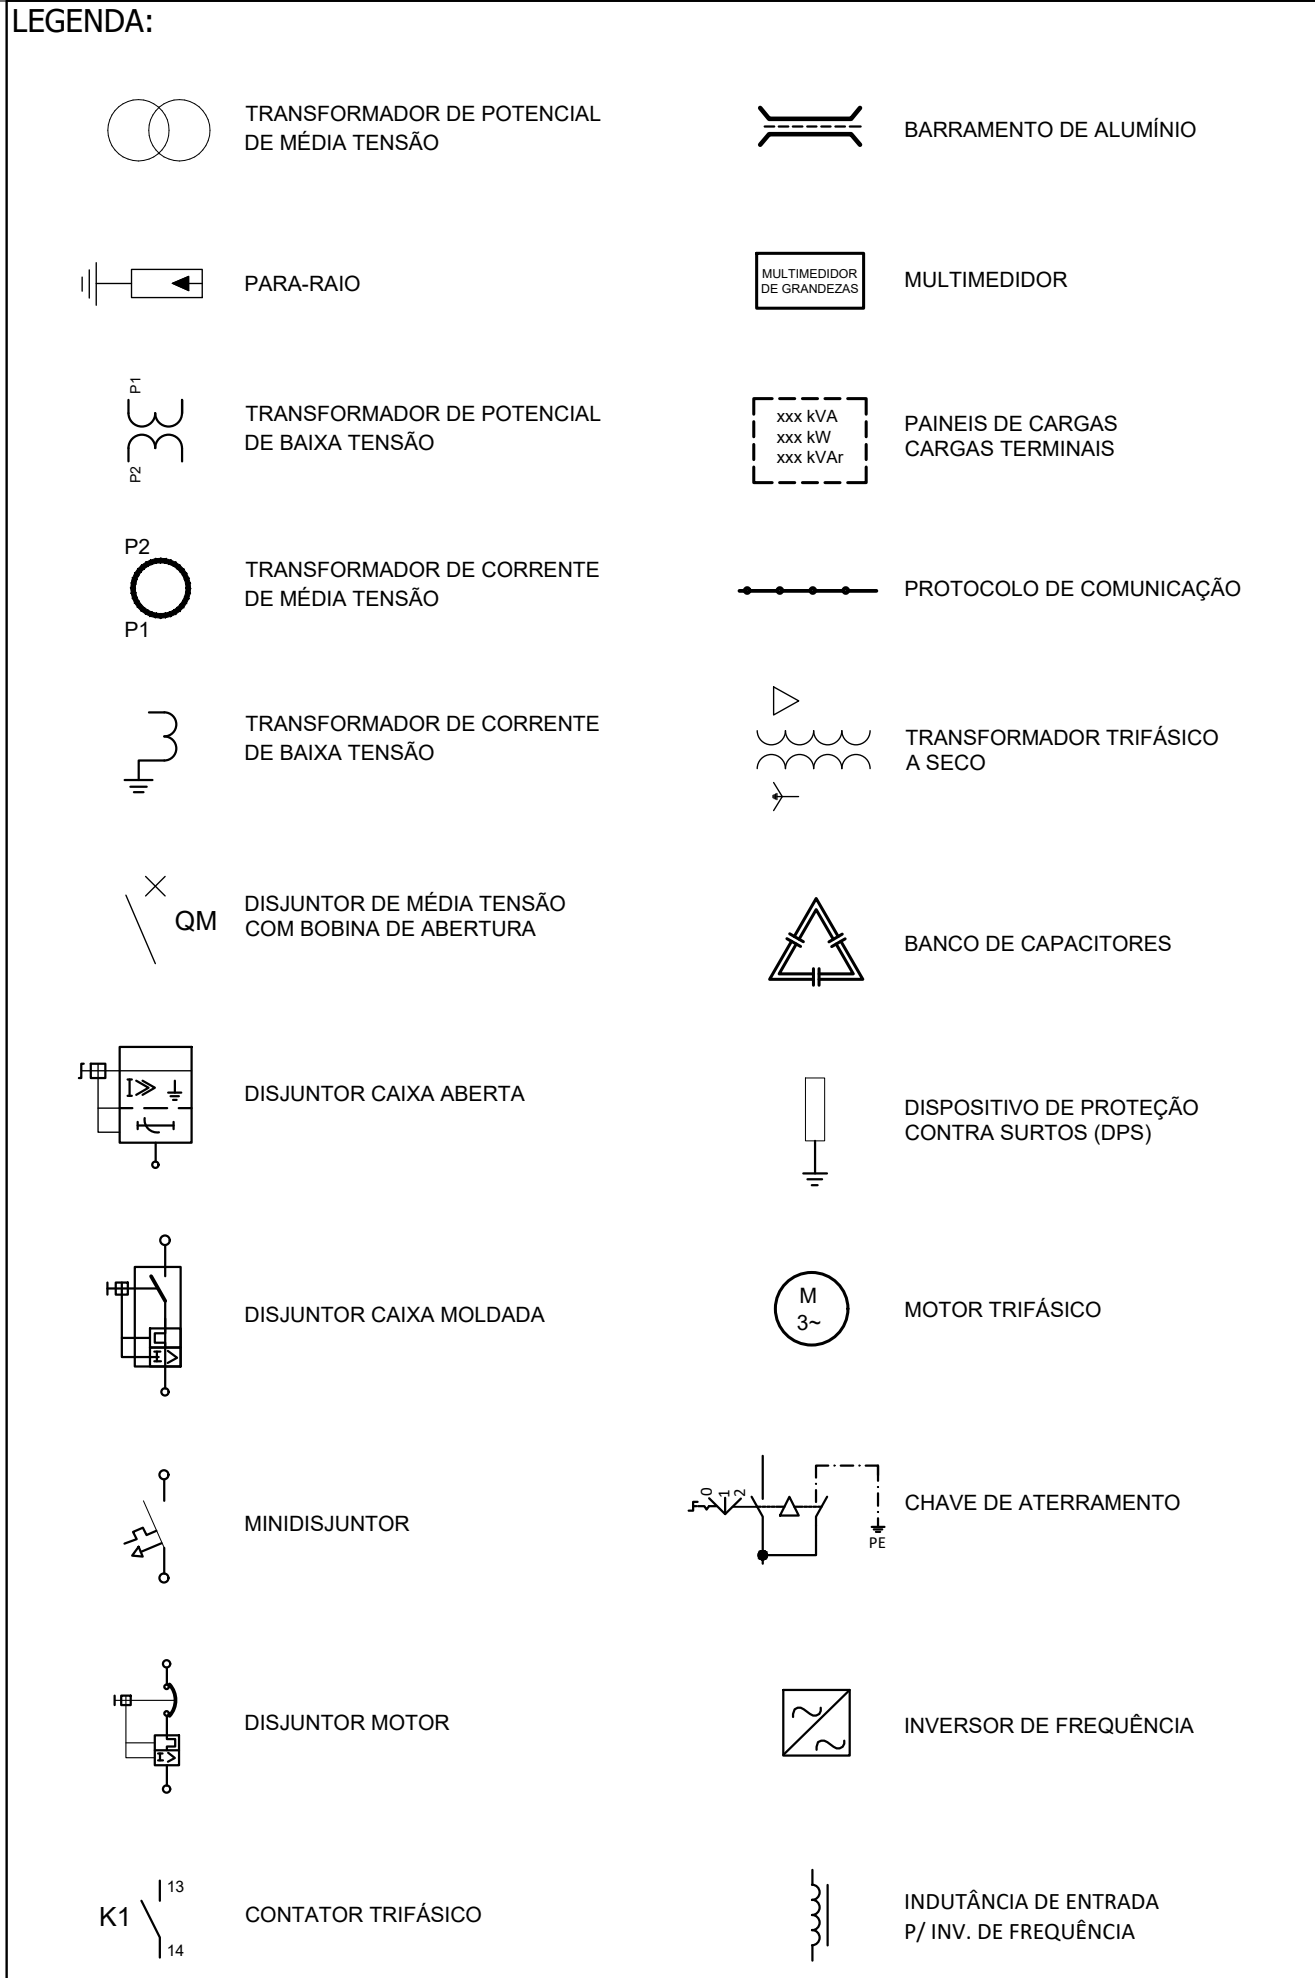 LEGENDA:
TRANSFORMADOR DE POTENCIAL
DE MÉDIA TENSÃO
BARRAMENTO DE ALUMÍNIO
PARA-RAIO
MULTIMEDIDOR
DE GRANDEZAS
MULTIMEDIDOR
P1
P2
TRANSFORMADOR DE POTENCIAL
DE BAIXA TENSÃO
xxx kVA
xxx kW
xxx kVAr
PAINEIS DE CARGAS
CARGAS TERMINAIS
P2
P1
TRANSFORMADOR DE CORRENTE
DE MÉDIA TENSÃO
PROTOCOLO DE COMUNICAÇÃO
TRANSFORMADOR DE CORRENTE
DE BAIXA TENSÃO
TRANSFORMADOR TRIFÁSICO
A SECO
QM
DISJUNTOR DE MÉDIA TENSÃO
COM BOBINA DE ABERTURA
BANCO DE CAPACITORES
I>>
DISJUNTOR CAIXA ABERTA
DISPOSITIVO DE PROTEÇÃO
CONTRA SURTOS (DPS)
I>
DISJUNTOR CAIXA MOLDADA
M
3~
MOTOR TRIFÁSICO
MINIDISJUNTOR
0 1 2
PE
CHAVE DE ATERRAMENTO
I>
DISJUNTOR MOTOR
INVERSOR DE FREQUÊNCIA
K1
13
14
CONTATOR TRIFÁSICO
INDUTÂNCIA DE ENTRADA
P/ INV. DE FREQUÊNCIA